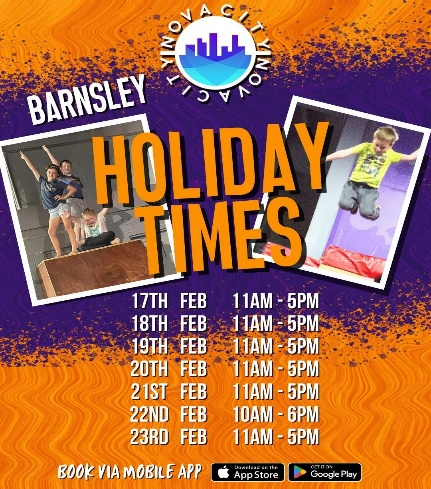 INOVA CITY INOVA CITY
BARNSLEY
HOLIDAY
TIMES
17TH FEB 11AM - 5PM
18TH FEB 11AM - 5PM
19TH FEB 11AM - 5PM
20TH FEB 11AM - 5PM
21ST FEB 11AM - 5PM
22ND FEB 10AM - 6PM
23RD FEB 11AM - 5PM
BOOK VIA MOBILE APP
Download on the
App Store
GET IT ON
Google Play